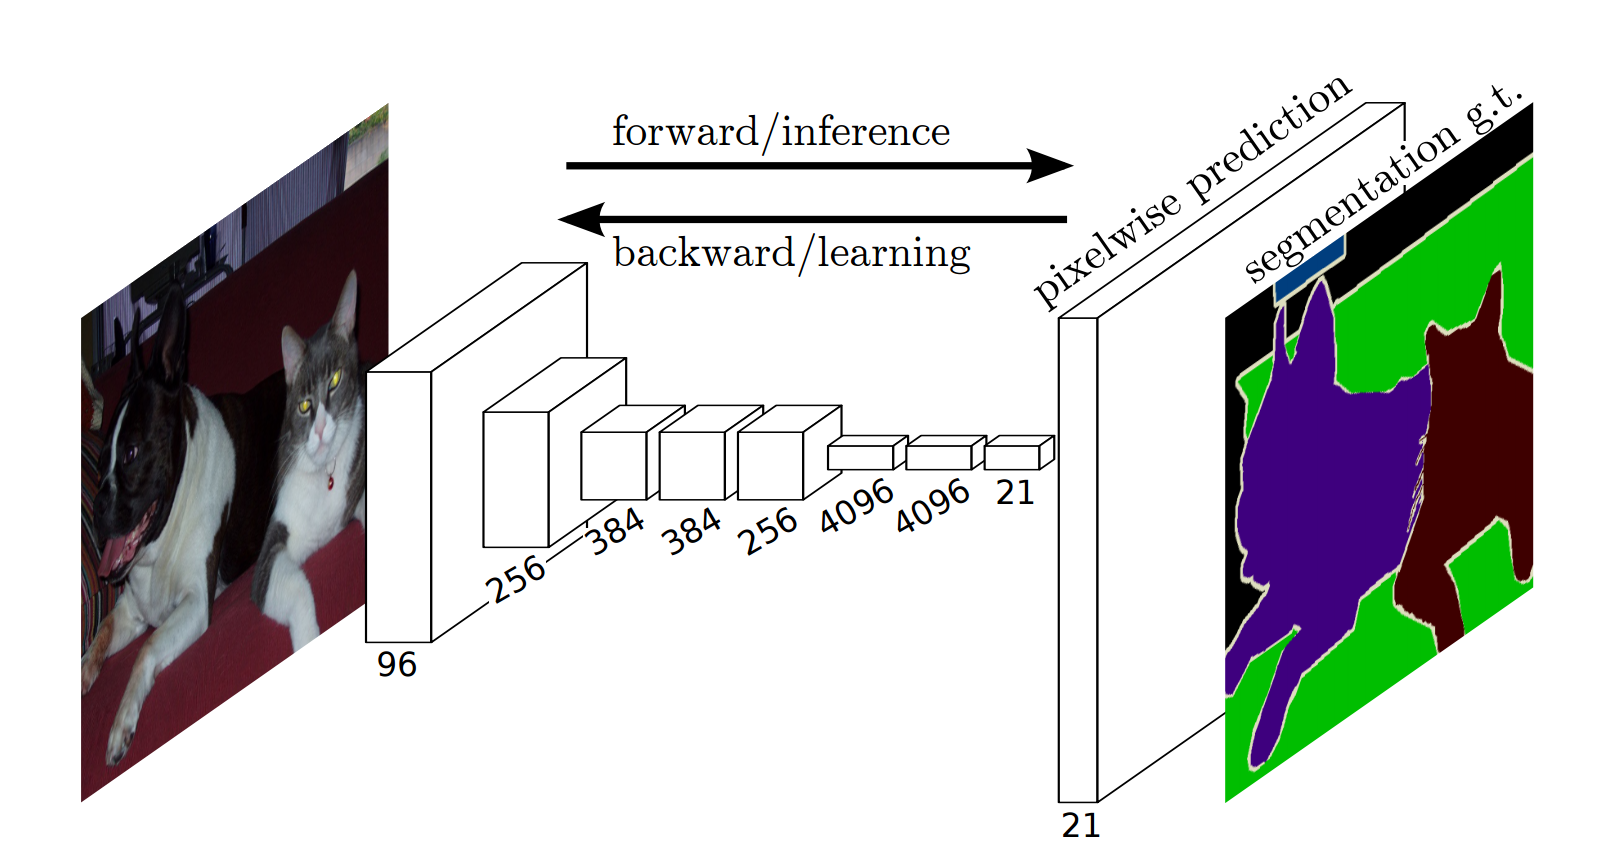 forward/inference
backward/learning
pixelwise prediction
segmentation g.t.
96
256
384
384
256
4096
4096
21
21